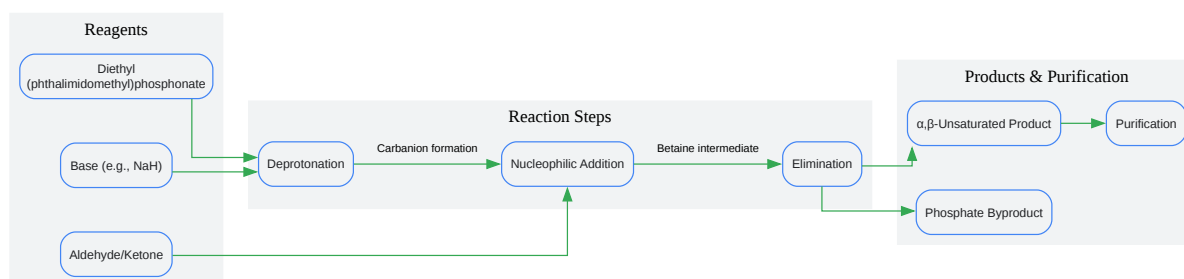 Reagents
Diethyl
(phthalimidomethyl)phosphonate
Base (e.g., NaH)
Aldehyde/Ketone
Reaction Steps
Deprotonation
Carbanion formation
Nucleophilic Addition
Betaine intermediate
Elimination
Products & Purification
α,β-Unsaturated Product
Purification
Phosphate Byproduct